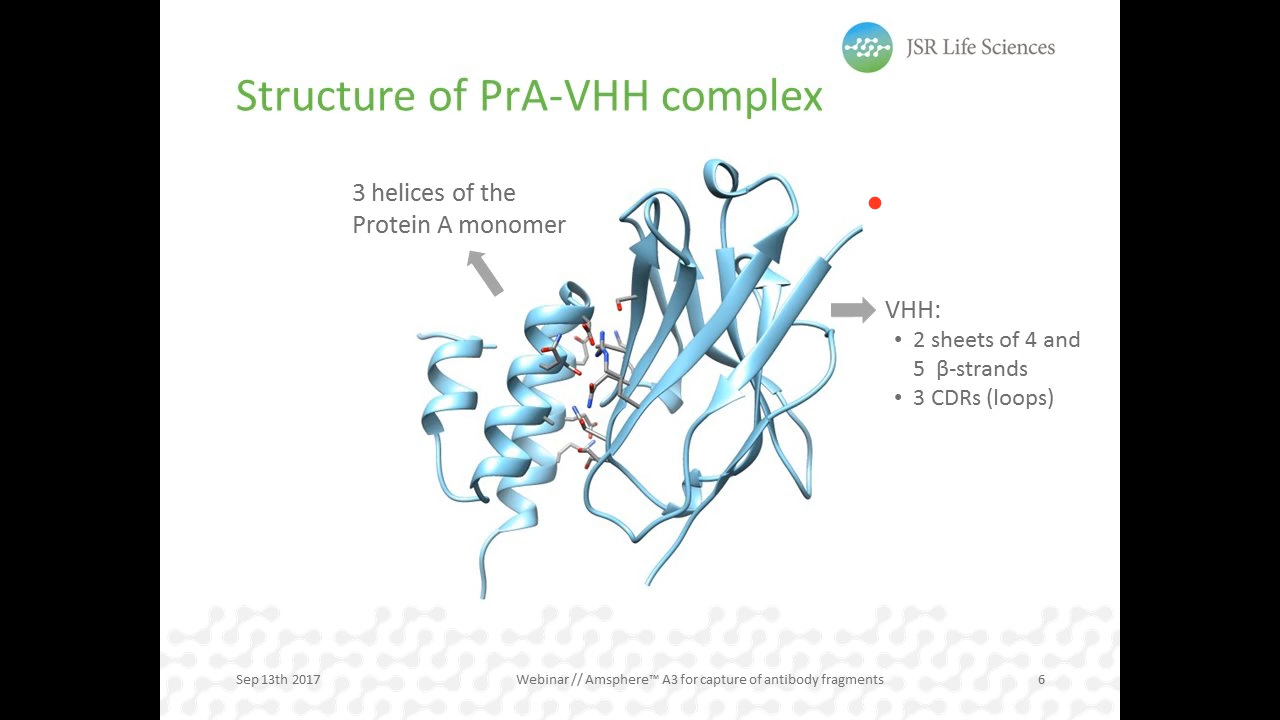 JSR Life Sciences
Structure of PrA-VHH complex
3 helices of the
Protein A monomer
VHH:
• 2 sheets of 4 and
5 β-strands
• 3 CDRs (loops)
Sep 13th 2017
Webinar // Amsphere™ A3 for capture of antibody fragments
6